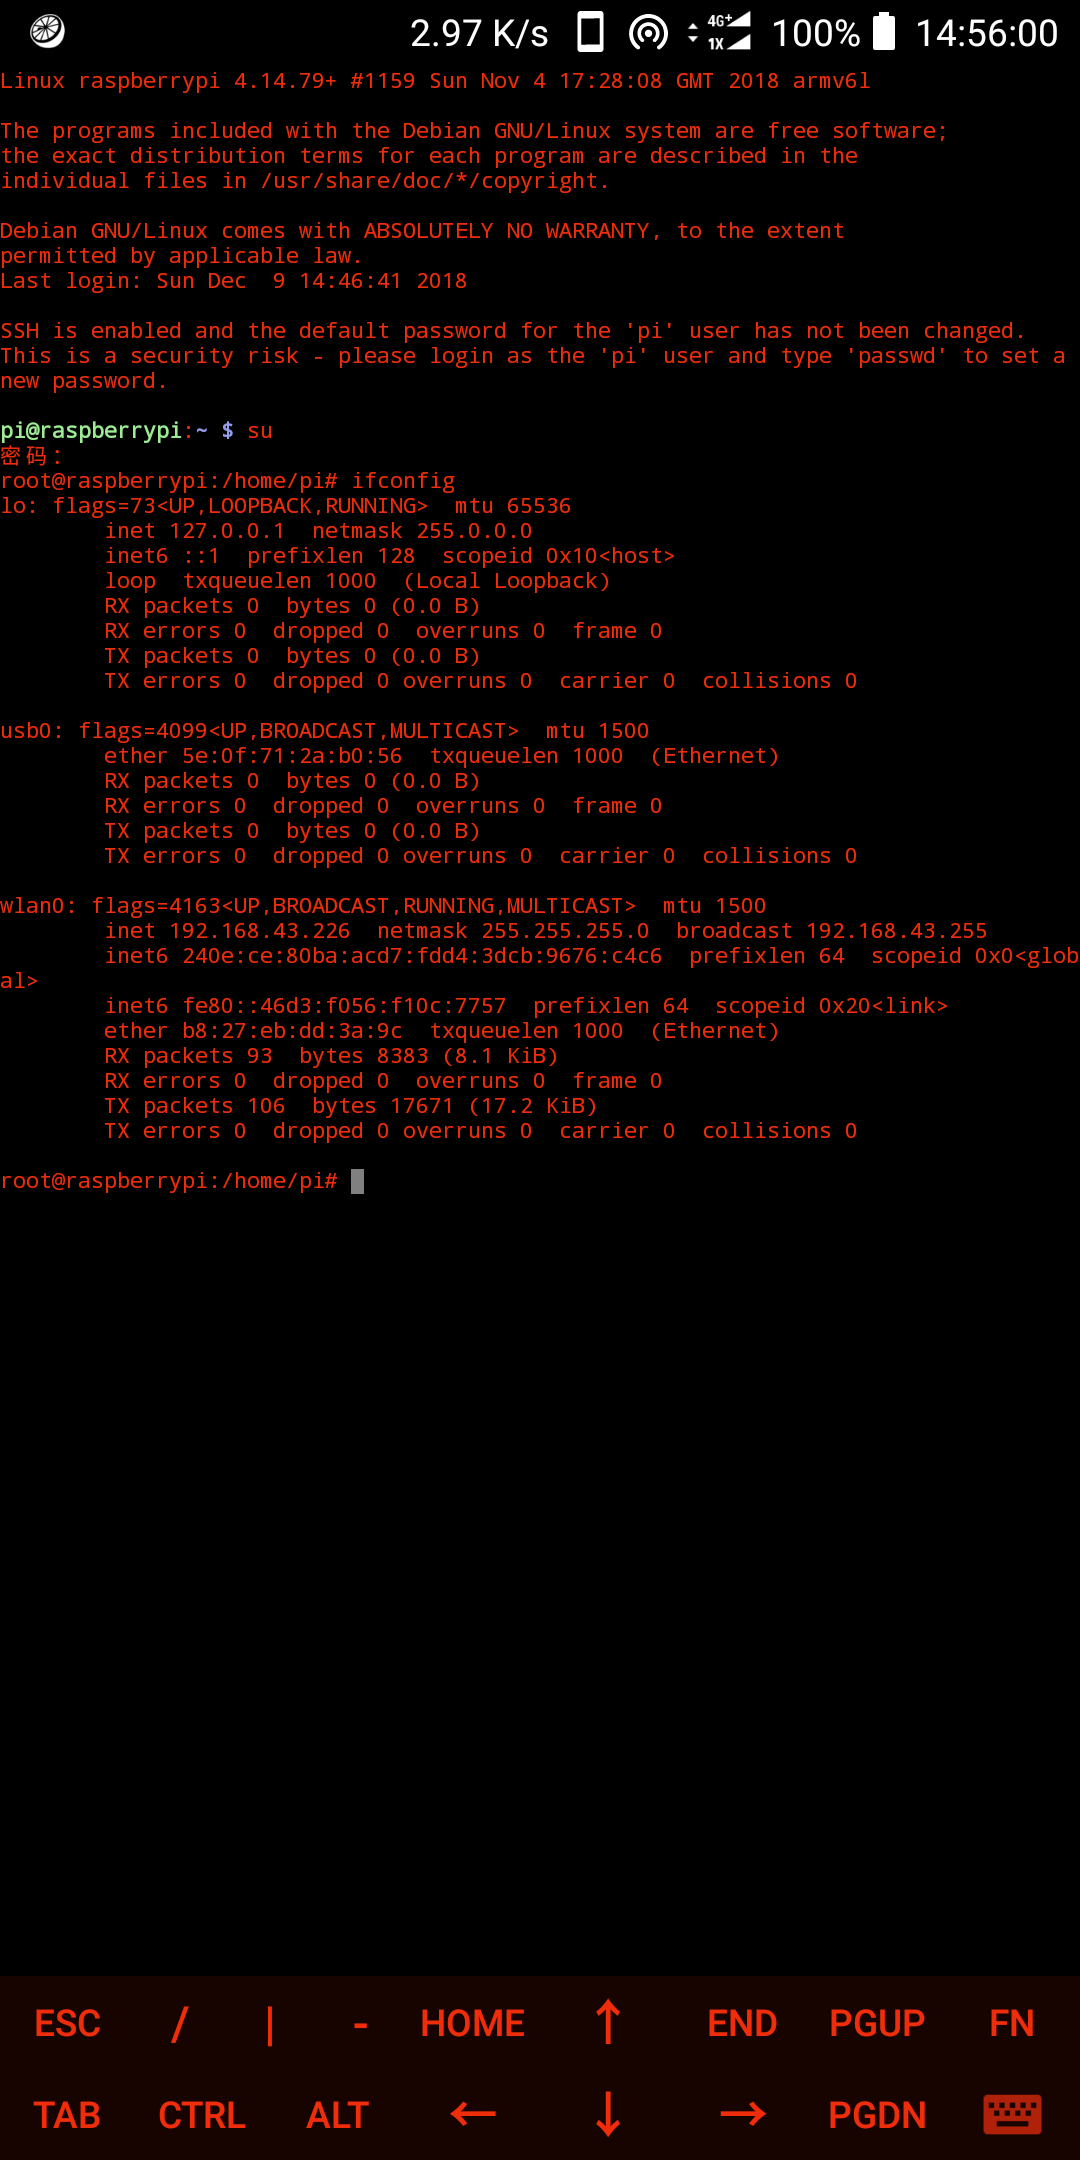 2.97 K/s 4G+ 1X 100% 14:56:00
Linux raspberrypi 4.14.79+ #1159 Sun Nov 4 17:28:08 GMT 2018 armv6l
The programs included with the Debian GNU/Linux system are free software;
the exact distribution terms for each program are described in the
individual files in /usr/share/doc/*/copyright.
Debian GNU/Linux comes with ABSOLUTELY NO WARRANTY, to the extent
permitted by applicable law.
Last login: Sun Dec  9 14:46:41 2018
SSH is enabled and the default password for the 'pi' user has not been changed.
This is a security risk - please login as the 'pi' user and type 'passwd' to set a
new password.
pi@raspberrypi:~ $ su
密码：
root@raspberrypi:/home/pi# ifconfig
lo: flags=73<UP,LOOPBACK,RUNNING>  mtu 65536
inet 127.0.0.1  netmask 255.0.0.0
inet6 ::1  prefixlen 128  scopeid 0x10<host>
loop  txqueuelen 1000  (Local Loopback)
RX packets 0  bytes 0 (0.0 B)
RX errors 0  dropped 0  overruns 0  frame 0
TX packets 0  bytes 0 (0.0 B)
TX errors 0  dropped 0 overruns 0  carrier 0  collisions 0
usb0: flags=4099<UP,BROADCAST,MULTICAST>  mtu 1500
ether 5e:0f:71:2a:b0:56  txqueuelen 1000  (Ethernet)
RX packets 0  bytes 0 (0.0 B)
RX errors 0  dropped 0  overruns 0  frame 0
TX packets 0  bytes 0 (0.0 B)
TX errors 0  dropped 0 overruns 0  carrier 0  collisions 0
wlan0: flags=4163<UP,BROADCAST,RUNNING,MULTICAST>  mtu 1500
inet 192.168.43.226  netmask 255.255.255.0  broadcast 192.168.43.255
inet6 240e:ce:80ba:acd7:fdd4:3dcb:9676:c4c6  prefixlen 64  scopeid 0x0<glob
al>
inet6 fe80::46d3:f056:f10c:7757  prefixlen 64  scopeid 0x20<link>
ether b8:27:eb:dd:3a:9c  txqueuelen 1000  (Ethernet)
RX packets 93  bytes 8383 (8.1 KiB)
RX errors 0  dropped 0  overruns 0  frame 0
TX packets 106  bytes 17671 (17.2 KiB)
TX errors 0  dropped 0 overruns 0  carrier 0  collisions 0
root@raspberrypi:/home/pi#
ESC / | - HOME ↑ END PGUP FN
TAB CTRL ALT ← ↓ → PGDN